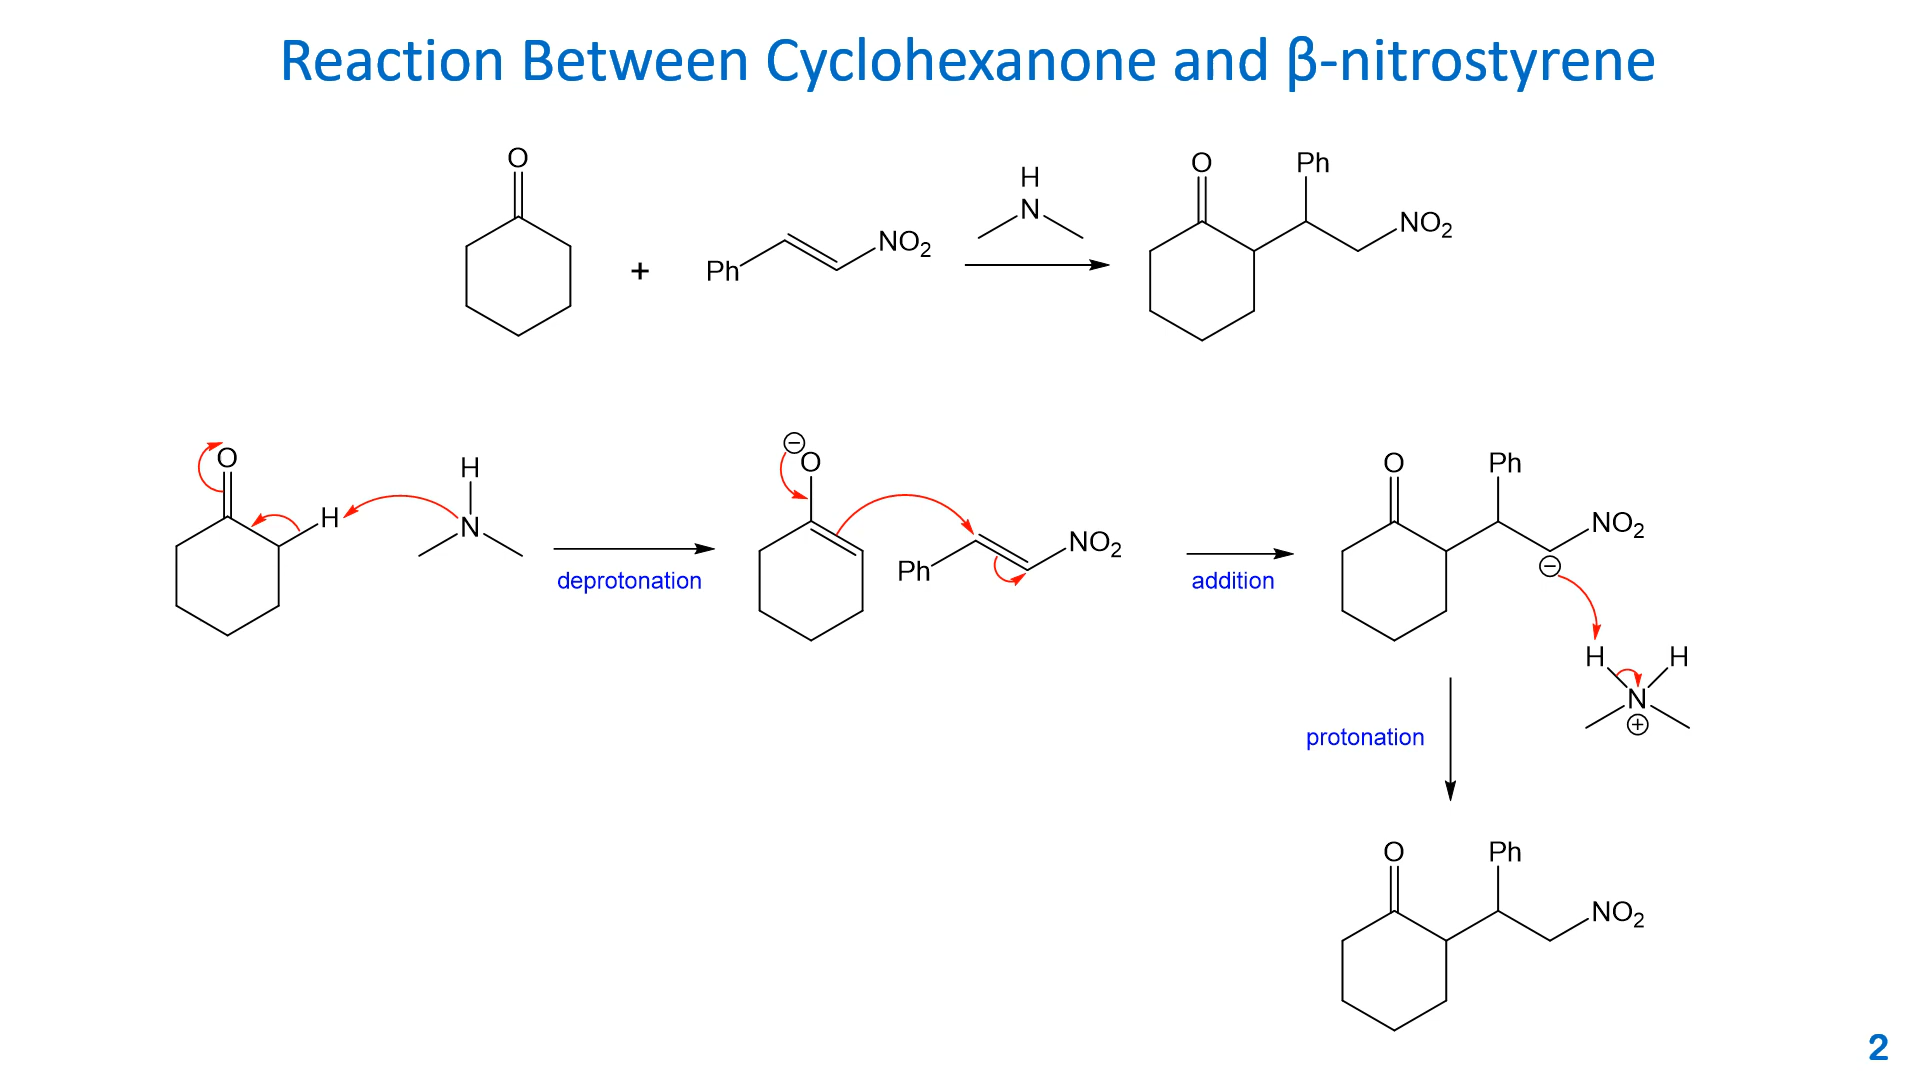 Reaction Between Cyclohexanone and β-nitrostyrene
O
+
Ph
NO2
H
N
O
Ph
NO2
O
H
H
N
deprotonation
⊖
O
Ph
NO2
addition
O
Ph
NO2
⊖
H
H
N
⊕
protonation
O
Ph
NO2
2